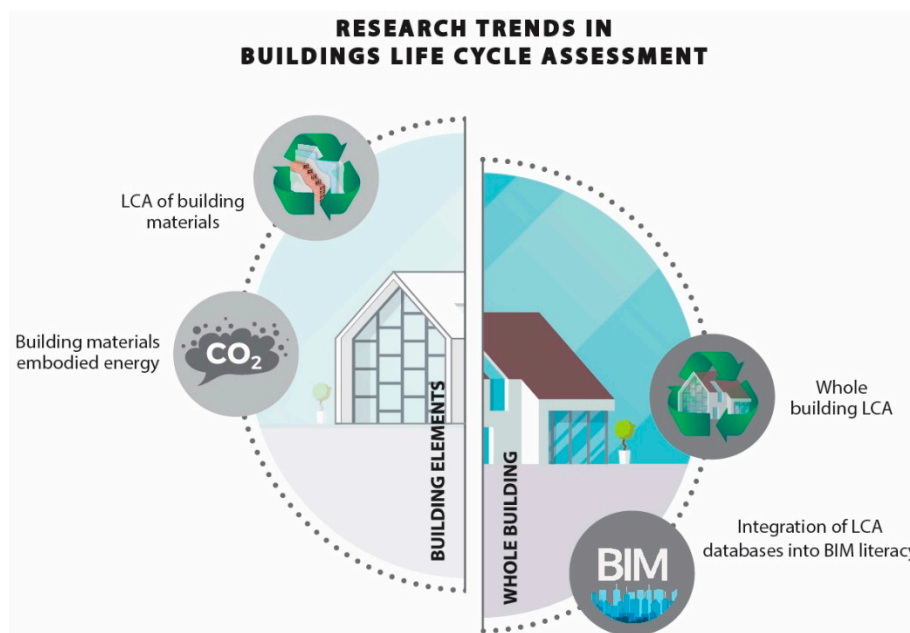 RESEARCH TRENDS IN
BUILDINGS LIFE CYCLE ASSESSMENT
LCA of building
materials
Building materials
embodied energy
CO2
BUILDING ELEMENTS
WHOLE BUILDING
Whole
building LCA
Integration of LCA
databases into BIM literacy
BIM